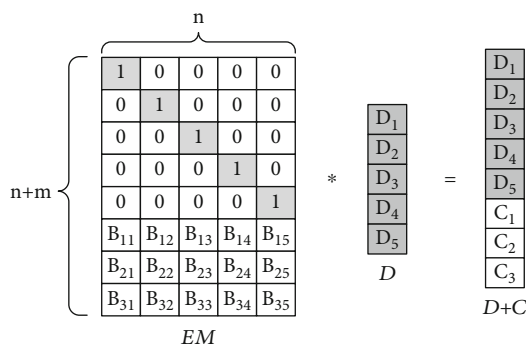 n
n+m
1 0 0 0 0
0 1 0 0 0
0 0 1 0 0
0 0 0 1 0
0 0 0 0 1
B₁₁ B₁₂ B₁₃ B₁₄ B₁₅
B₂₁ B₂₂ B₂₃ B₂₄ B₂₅
B₃₁ B₃₂ B₃₃ B₃₄ B₃₅
EM
*
D₁
D₂
D₃
D₄
D₅
D
=
D₁
D₂
D₃
D₄
D₅
C₁
C₂
C₃
D+C